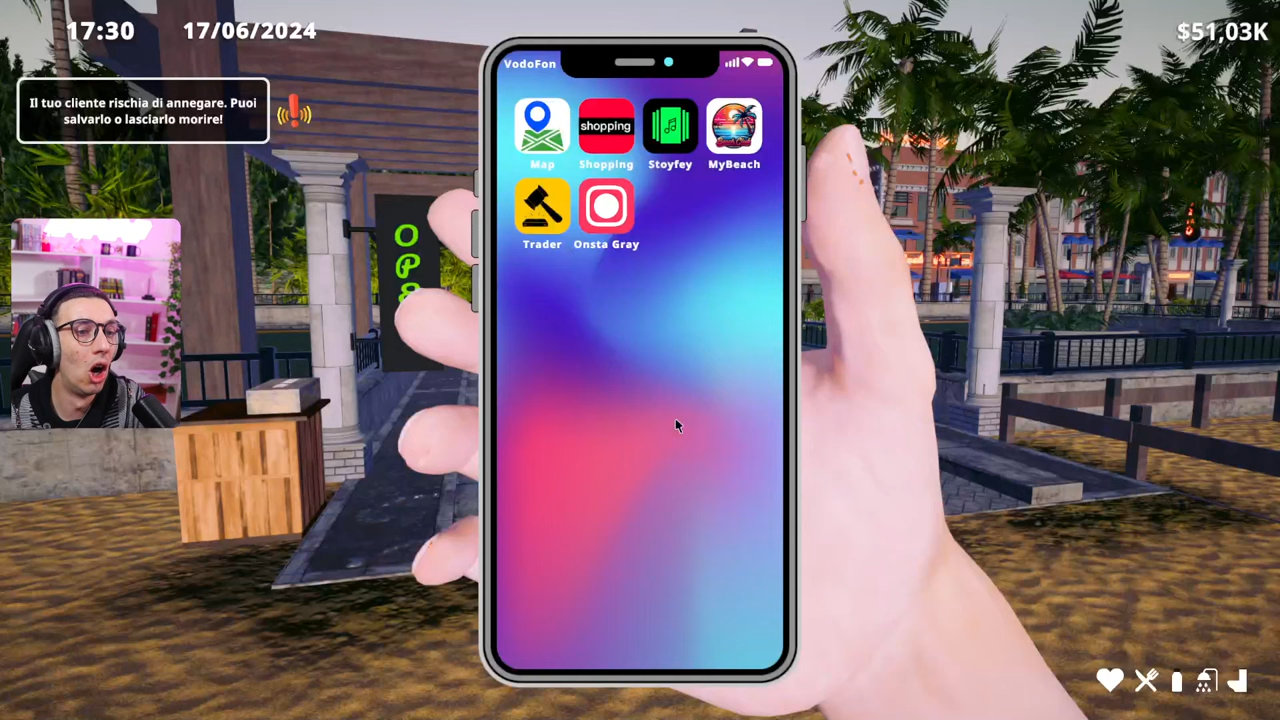 17:30
17/06/2024
$51,03K
Il tuo cliente rischia di annegare. Puoi
salvarlo o lasciarlo morire!
VodoFon
shopping
Map
Shopping
Stoyfey
MyBeach
Trader
Onsta Gray
O
P